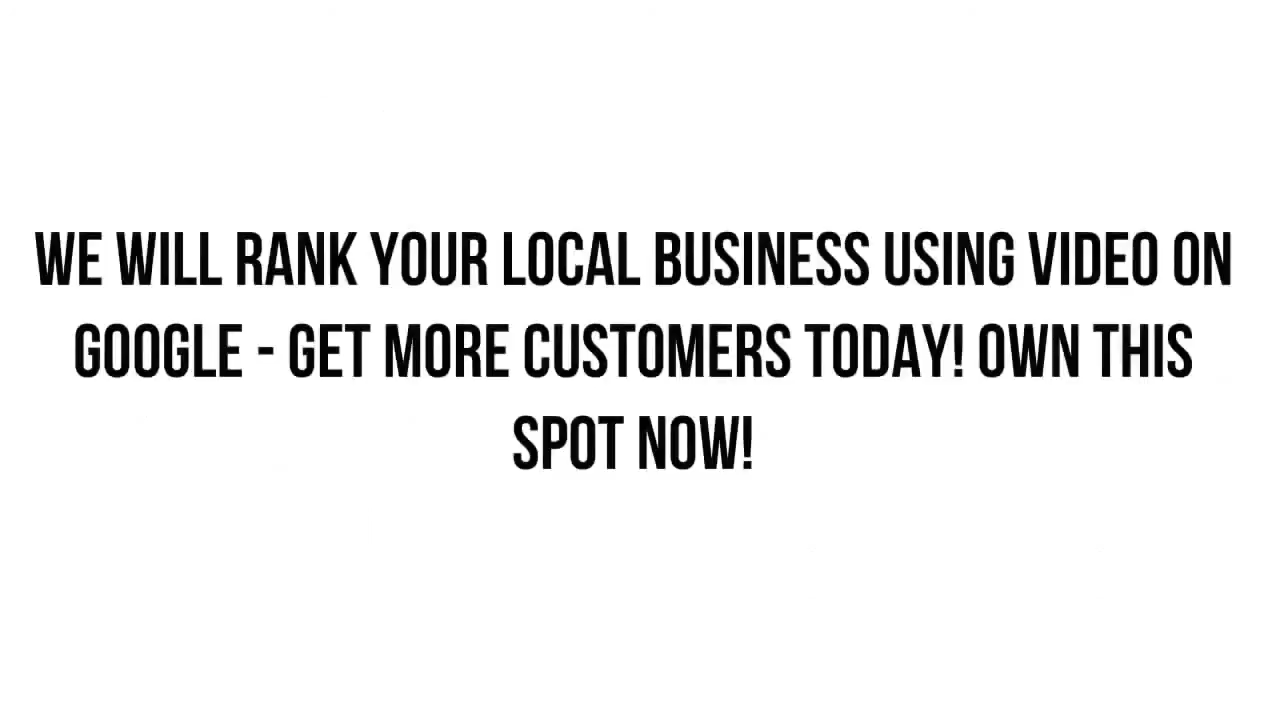 WE WILL RANK YOUR LOCAL BUSINESS USING VIDEO ON
GOOGLE - GET MORE CUSTOMERS TODAY! OWN THIS
SPOT NOW!